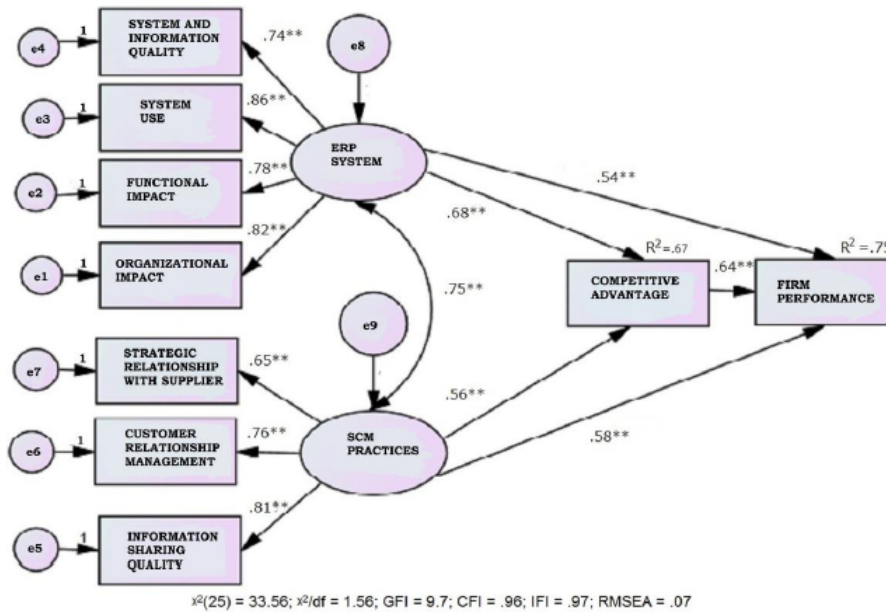 e4
1
SYSTEM AND
INFORMATION
QUALITY
.74**
e8
e3
1
SYSTEM
USE
.86**
ERP
SYSTEM
e2
1
FUNCTIONAL
IMPACT
.78**
.54**
.68**
e1
1
ORGANIZATIONAL
IMPACT
.82**
R²=.67
R²=.75
COMPETITIVE
ADVANTAGE
.64**
FIRM
PERFORMANCE
.75**
e9
e7
1
STRATEGIC
RELATIONSHIP
WITH SUPPLIER
.65**
.56**
e6
1
CUSTOMER
RELATIONSHIP
MANAGEMENT
.76**
SCM
PRACTICES
.58**
e5
1
INFORMATION
SHARING
QUALITY
.81**
χ²(25) = 33.56; χ²/df = 1.56; GFI = 9.7; CFI = .96; IFI = .97; RMSEA = .07